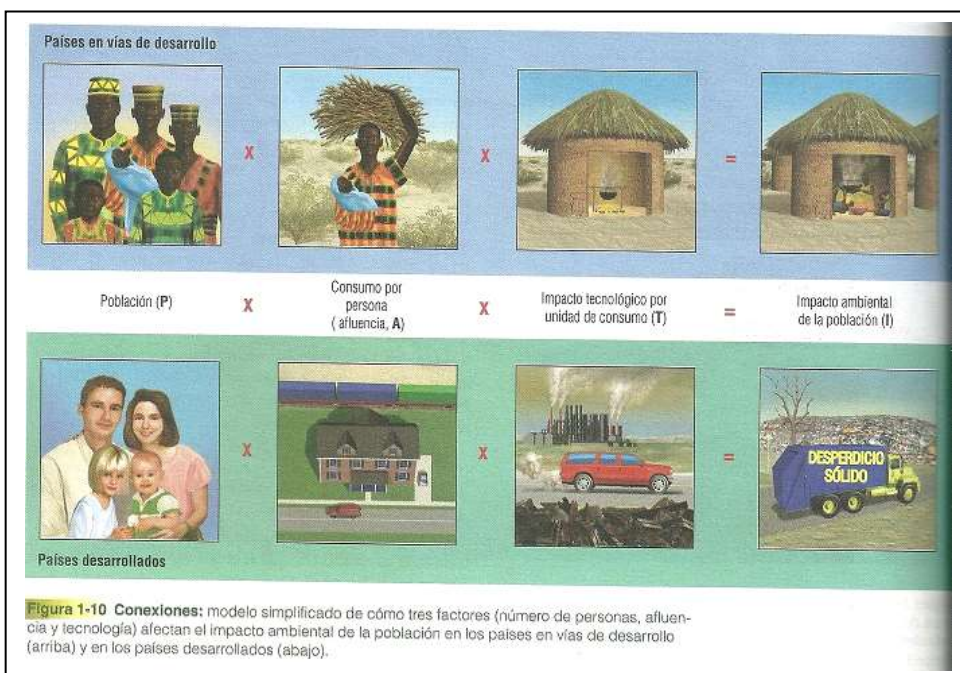 Países en vías de desarrollo
X
X
=
Población (P)
X
Consumo por
persona
( afluencia, A)
X
Impacto tecnológico por
unidad de consumo (T)
=
Impacto ambiental
de la población (I)
X
X
=
DESPERDICIO
SÓLIDO
Países desarrollados
Figura 1-10 Conexiones: modelo simplificado de cómo tres factores (número de personas, afluen-
cia y tecnología) afectan el impacto ambiental de la población en los países en vías de desarrollo
(arriba) y en los países desarrollados (abajo).